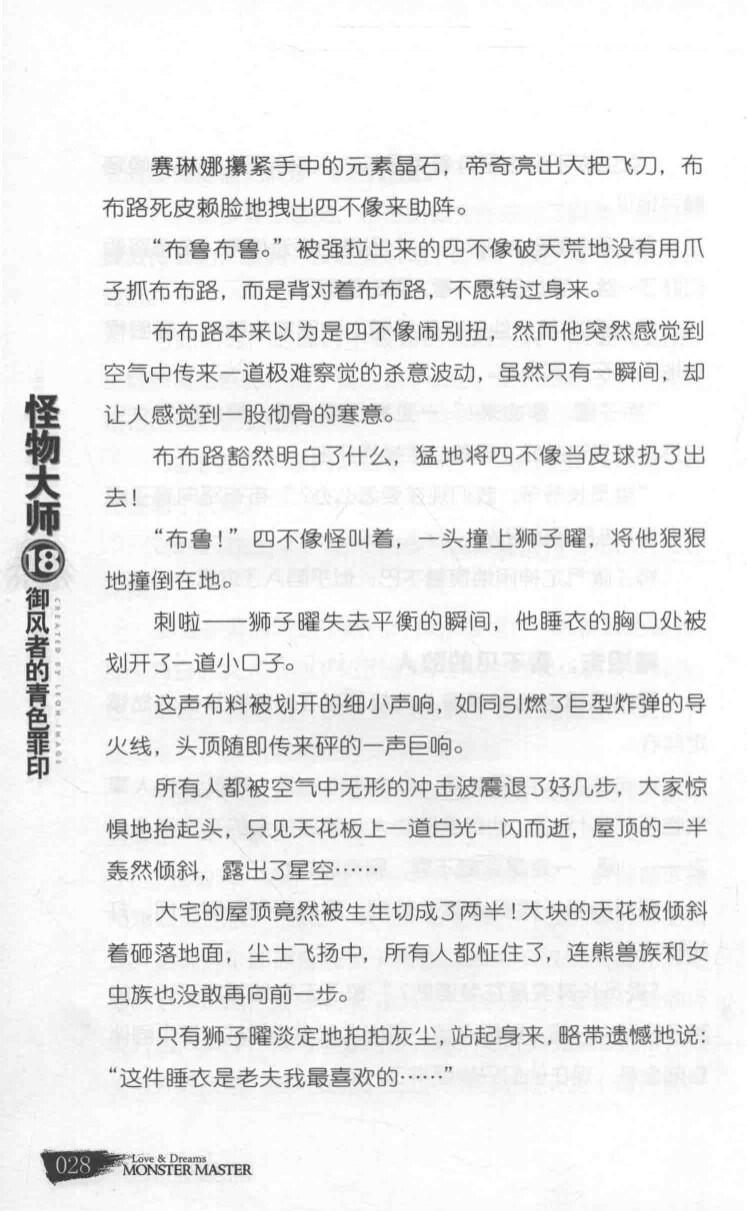 赛琳娜攥紧手中的元素晶石，帝奇亮出大把飞刀，布
布路死皮赖脸地拽出四不像来助阵。
“布鲁布鲁。”被强拉出来的四不像破天荒地没有用爪
子抓布布路，而是背对着布布路，不愿转过身来。
布布路本来以为是四不像闹别扭，然而他突然感觉到
空气中传来一道极难察觉的杀意波动，虽然只有一瞬间，却
让人感觉到一股彻骨的寒意。
布布路豁然明白了什么，猛地将四不像当皮球扔了出
去！
“布鲁！”四不像怪叫着，一头撞上狮子曜，将他狠狠
地撞倒在地。
刺啦——狮子曜失去平衡的瞬间，他睡衣的胸口处被
划开了一道小口子。
这声布料被划开的细小声响，如同引燃了巨型炸弹的导
火线，头顶随即传来砰的一声巨响。
所有人都被空气中无形的冲击波震退了好几步，大家惊
惧地抬起头，只见天花板上一道白光一闪而逝，屋顶的一半
轰然倾斜，露出了星空……
大宅的屋顶竟然被生生切成了两半！大块的天花板倾斜
着砸落地面，尘土飞扬中，所有人都怔住了，连熊兽族和女
虫族也没敢再向前一步。
只有狮子曜淡定地拍拍灰尘，站起身来，略带遗憾地说：
“这件睡衣是老夫我最喜欢的……”
怪物大师
18
御风者的青色罪印
CREATED BY LEON IMAGE
028
Love & Dreams
MONSTER MASTER